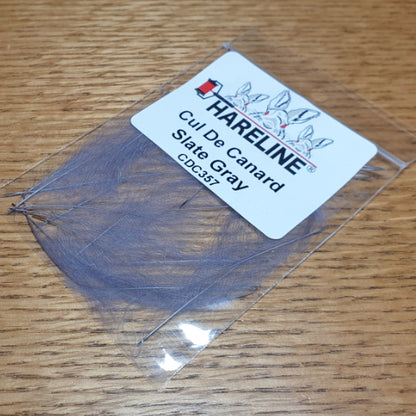 HARELINE®
Cul De Canard
Slate Gray
CDC357